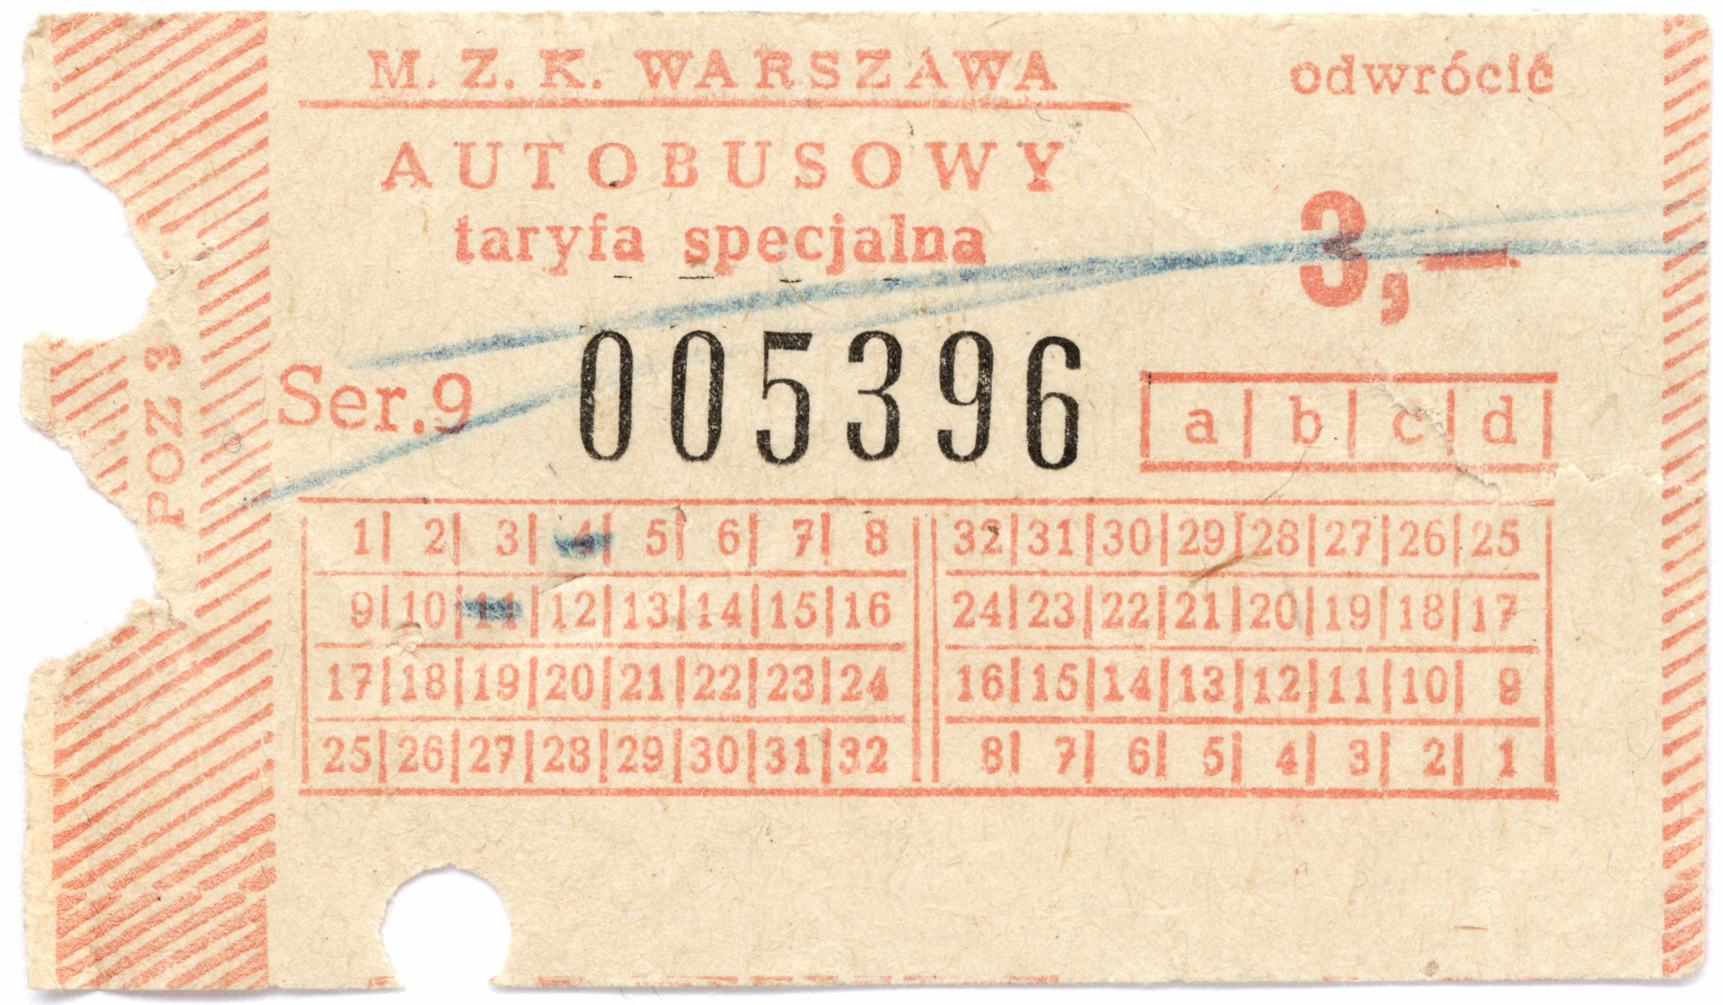 M. Z. K. WARSZAWA
odwrócić
AUTOBUSOWY
taryfa specjalna
3,—
POZ 3
Ser.9
005396
a| b| c| d
1| 2| 3| 4| 5| 6| 7| 8 32|31|30|29|28|27|26|25
9|10|11|12|13|14|15|16 24|23|22|21|20|19|18|17
17|18|19|20|21|22|23|24 16|15|14|13|12|11|10| 9
25|26|27|28|29|30|31|32 8| 7| 6| 5| 4| 3| 2| 1